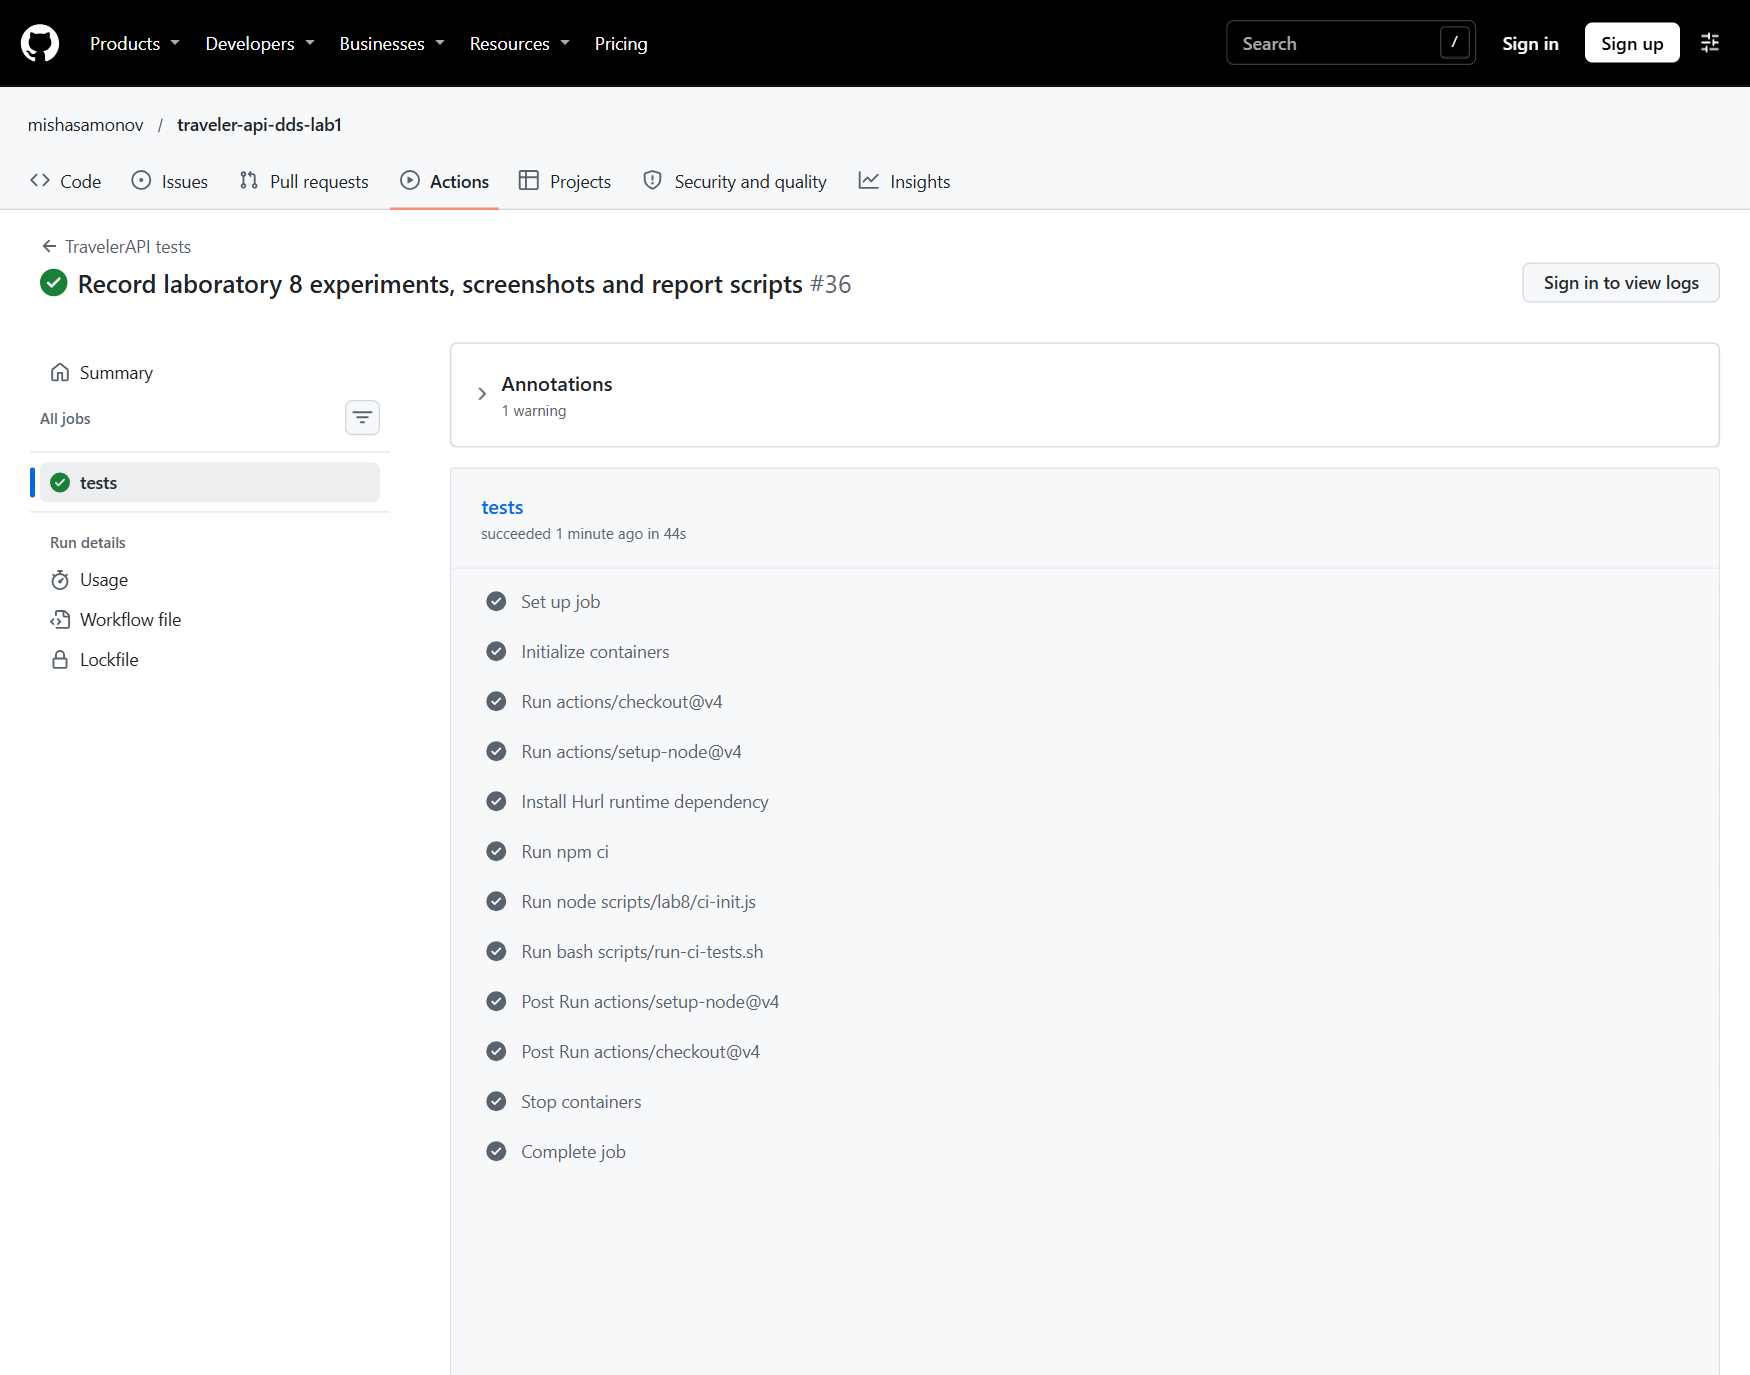 Products Developers Businesses Resources Pricing Search / Sign in Sign up
mishasamonov / traveler-api-dds-lab1
Code Issues Pull requests Actions Projects Security and quality Insights
TravelerAPI tests
Record laboratory 8 experiments, screenshots and report scripts #36
Sign in to view logs
Summary
All jobs
tests
Run details
Usage
Workflow file
Lockfile
Annotations
1 warning
tests
succeeded 1 minute ago in 44s
Set up job
Initialize containers
Run actions/checkout@v4
Run actions/setup-node@v4
Install Hurl runtime dependency
Run npm ci
Run node scripts/lab8/ci-init.js
Run bash scripts/run-ci-tests.sh
Post Run actions/setup-node@v4
Post Run actions/checkout@v4
Stop containers
Complete job